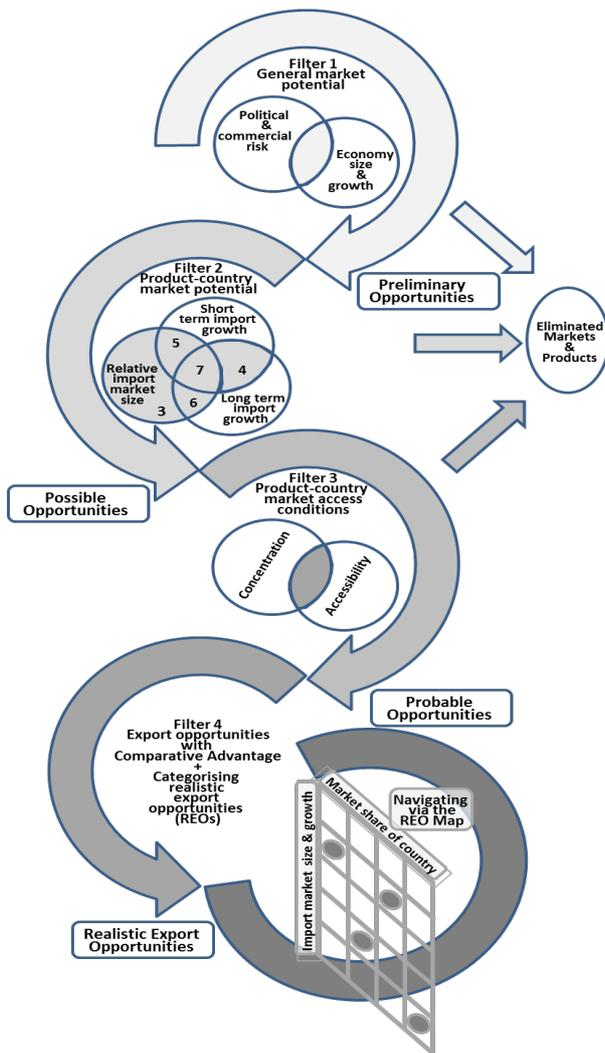 Filter 1
General market
potential
Political
&
commercial
risk
Economy
size &
growth
Preliminary
Opportunities
Eliminated
Markets
&
Products
Filter 2
Product-country
market potential
Short
term import
growth
5
7
4
Relative
import
market
size
6
3
Long term
import
growth
Possible
Opportunities
Filter 3
Product-country
market access
conditions
Concentration
Accessibility
Probable
Opportunities
Filter 4
Export opportunities
with
Comparative Advantage
+
Categorising
realistic
export
opportunities
(REOs)
Navigating
via the
REO Map
Market share of country
Import market size & growth
Realistic Export
Opportunities